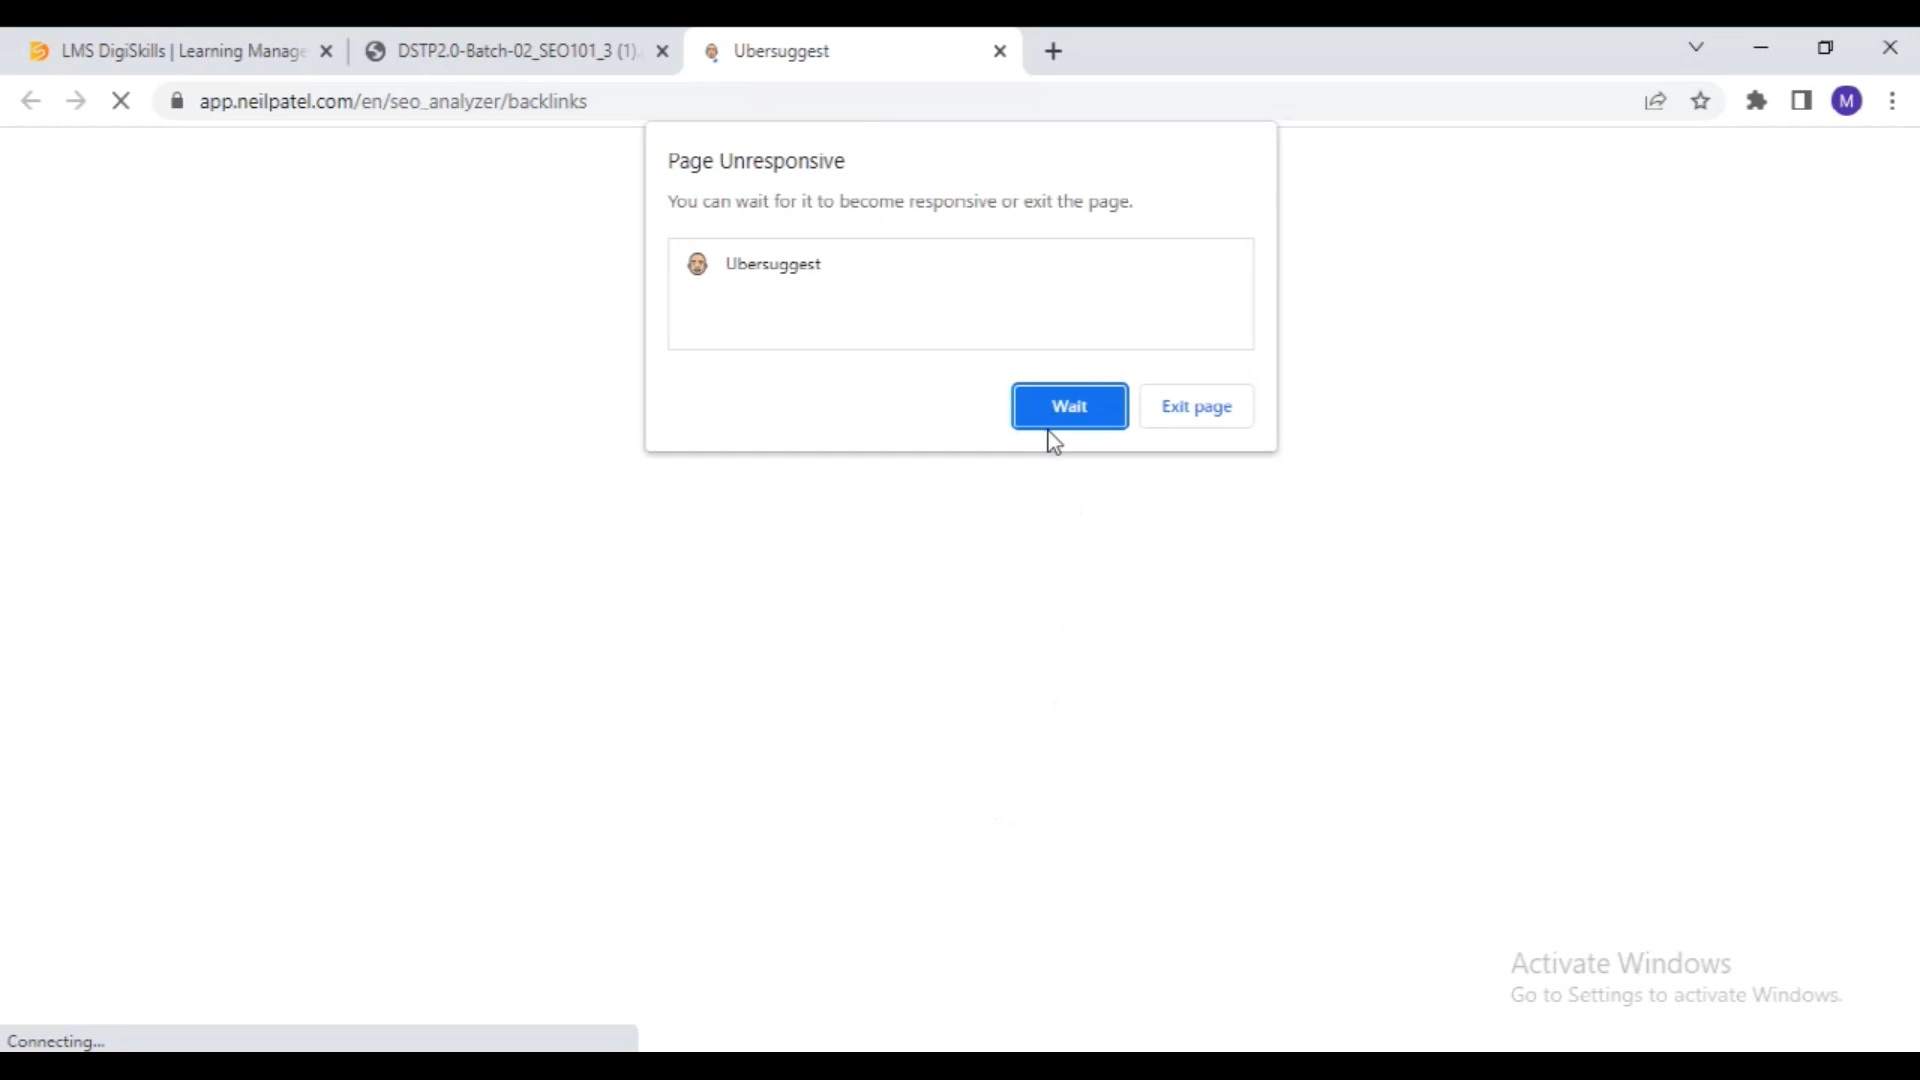 LMS DigiSkills | Learning Manage
DSTP2.0-Batch-02_SEO101_3 (1).
Ubersuggest
app.neilpatel.com/en/seo_analyzer/backlinks
M
Page Unresponsive
You can wait for it to become responsive or exit the page.
Ubersuggest
Wait
Exit page
Activate Windows
Go to Settings to activate Windows.
Connecting...